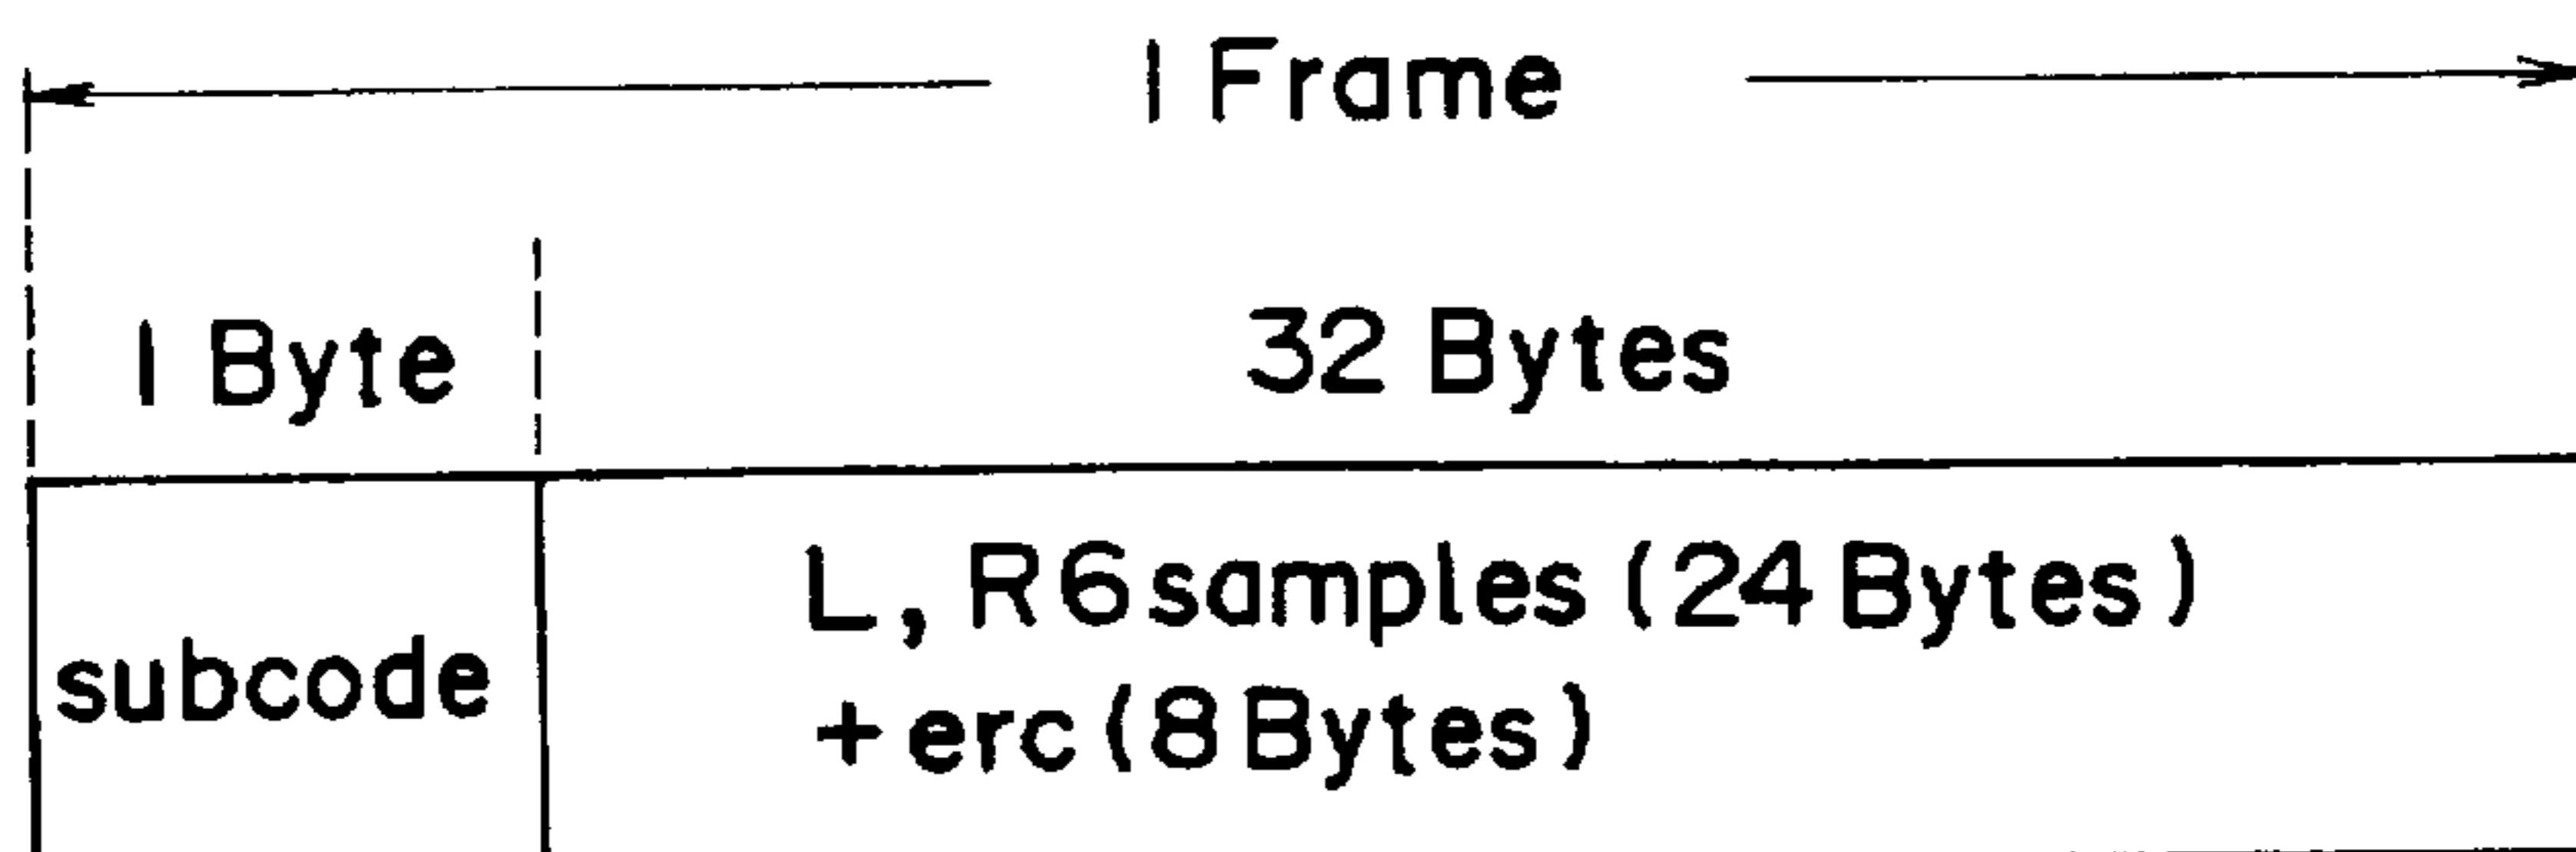 1 Frame
1 Byte 32 Bytes
L, R 6 samples (24 Bytes)
subcode
+ erc (8 Bytes)